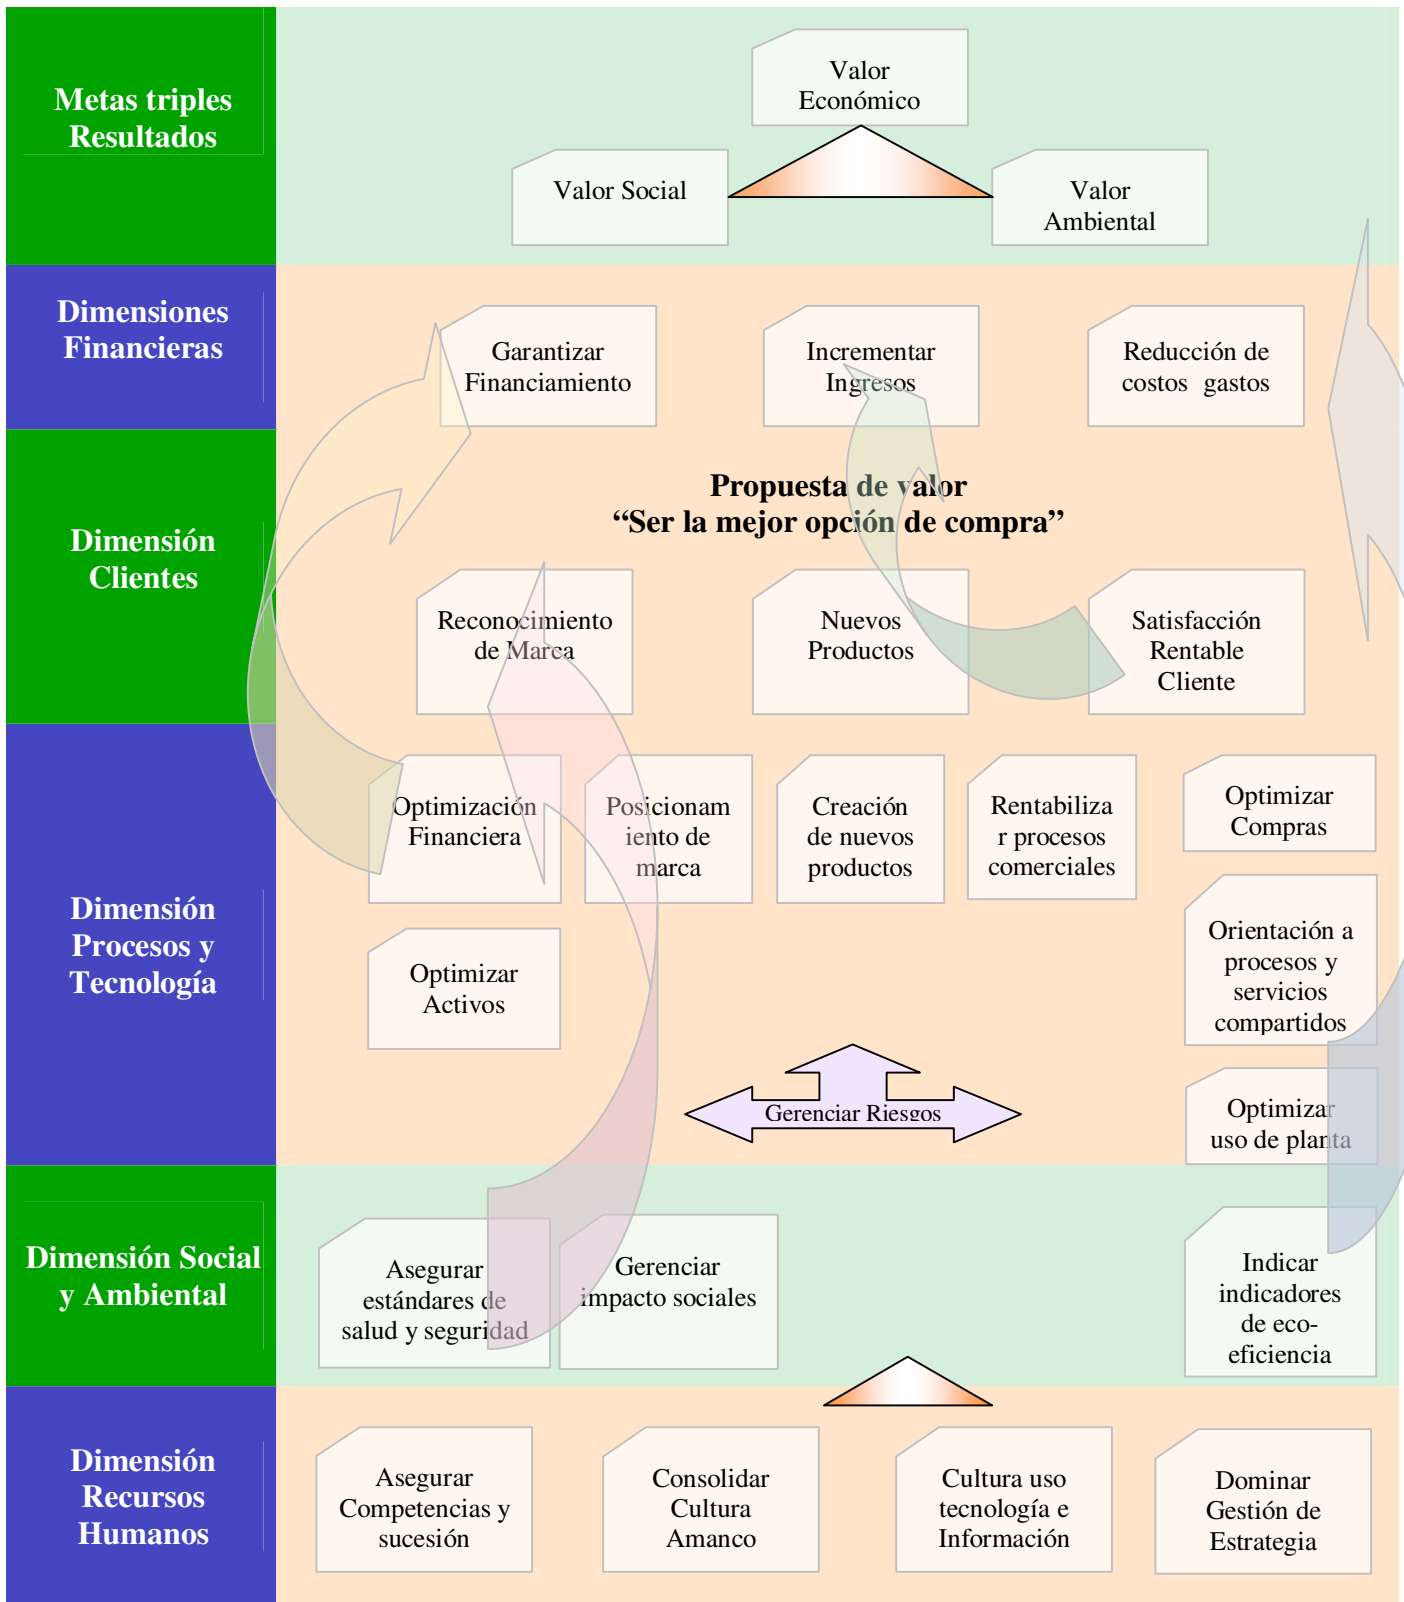 Metas triples
Resultados
Valor
Económico
Valor Social
Valor
Ambiental
Dimensiones
Financieras
Garantizar
Financiamiento
Incrementar
Ingresos
Reducción de
costos gastos
Dimensión
Clientes
Propuesta de valor
“Ser la mejor opción de compra”
Reconocimiento
de Marca
Nuevos
Productos
Satisfacción
Rentable
Cliente
Dimensión
Procesos y
Tecnología
Optimización
Financiera
Posicionam
iento de
marca
Creación
de nuevos
productos
Rentabiliza
r procesos
comerciales
Optimizar
Compras
Optimizar
Activos
Orientación a
procesos y
servicios
compartidos
Gerenciar Riesgos
Optimizar
uso de planta
Dimensión Social
y Ambiental
Asegurar
estándares de
salud y seguridad
Gerenciar
impacto sociales
Indicar
indicadores
de eco-
eficiencia
Dimensión
Recursos
Humanos
Asegurar
Competencias y
sucesión
Consolidar
Cultura
Amanco
Cultura uso
tecnología e
Información
Dominar
Gestión de
Estrategia